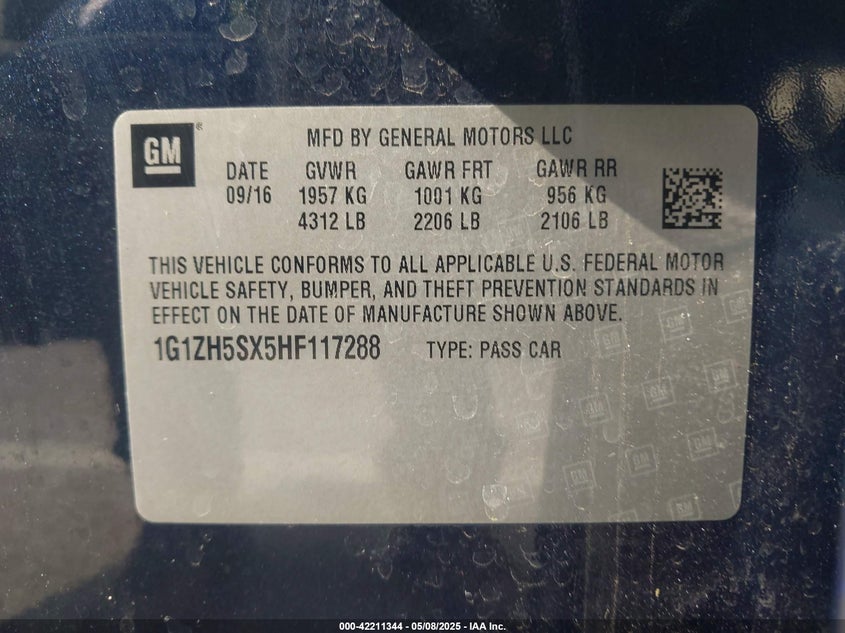 GM®
MFD BY GENERAL MOTORS LLC
DATE GVWR GAWR FRT GAWR RR
09/16 1957 KG 1001 KG 956 KG
4312 LB 2206 LB 2106 LB
THIS VEHICLE CONFORMS TO ALL APPLICABLE U.S. FEDERAL MOTOR
VEHICLE SAFETY, BUMPER, AND THEFT PREVENTION STANDARDS IN
EFFECT ON THE DATE OF MANUFACTURE SHOWN ABOVE.
1G1ZH5SX5HF117288 TYPE: PASS CAR
000-42211344 — 05/08/2025 - IAA Inc.